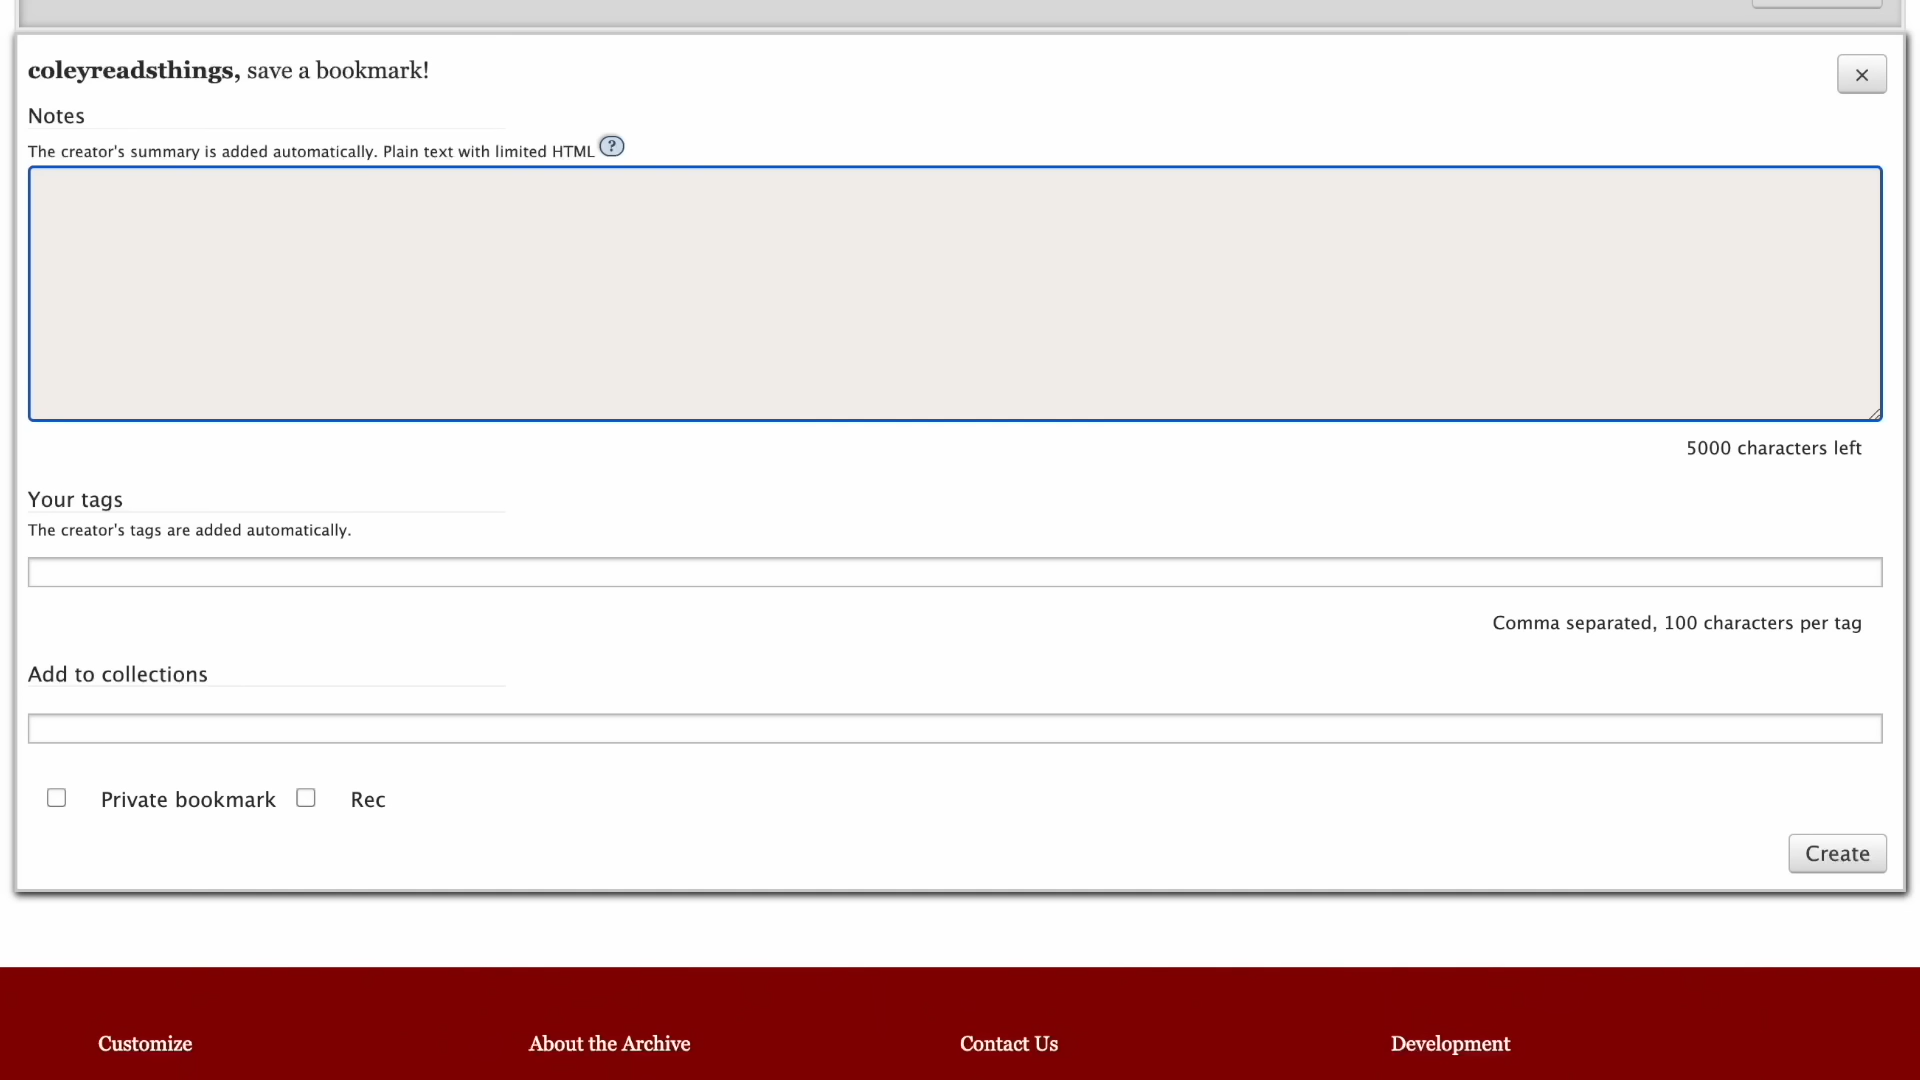 coleyreadsthings, save a bookmark!
×
Notes
The creator's summary is added automatically. Plain text with limited HTML ?
5000 characters left
Your tags
The creator's tags are added automatically.
Comma separated, 100 characters per tag
Add to collections
Private bookmark Rec
Create
Customize About the Archive Contact Us Development